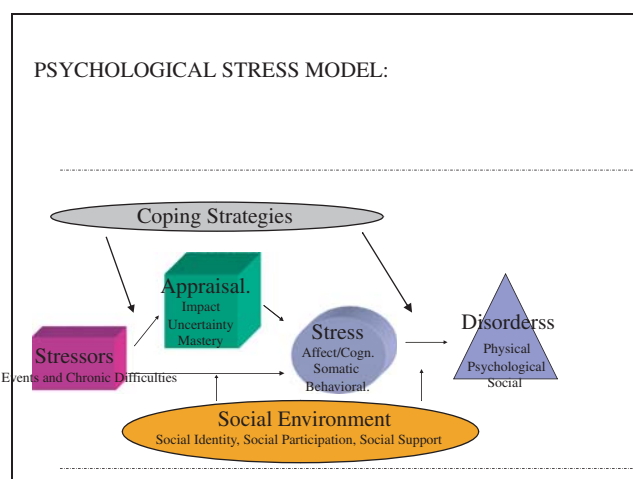 PSYCHOLOGICAL STRESS MODEL:
Coping Strategies
Appraisal.
Impact
Uncertainty
Mastery
Stressors
Events and Chronic Difficulties
Stress
Affect/Cogn.
Somatic
Behavioral.
Disorderss
Physical
Psychological
Social
Social Environment
Social Identity, Social Participation, Social Support